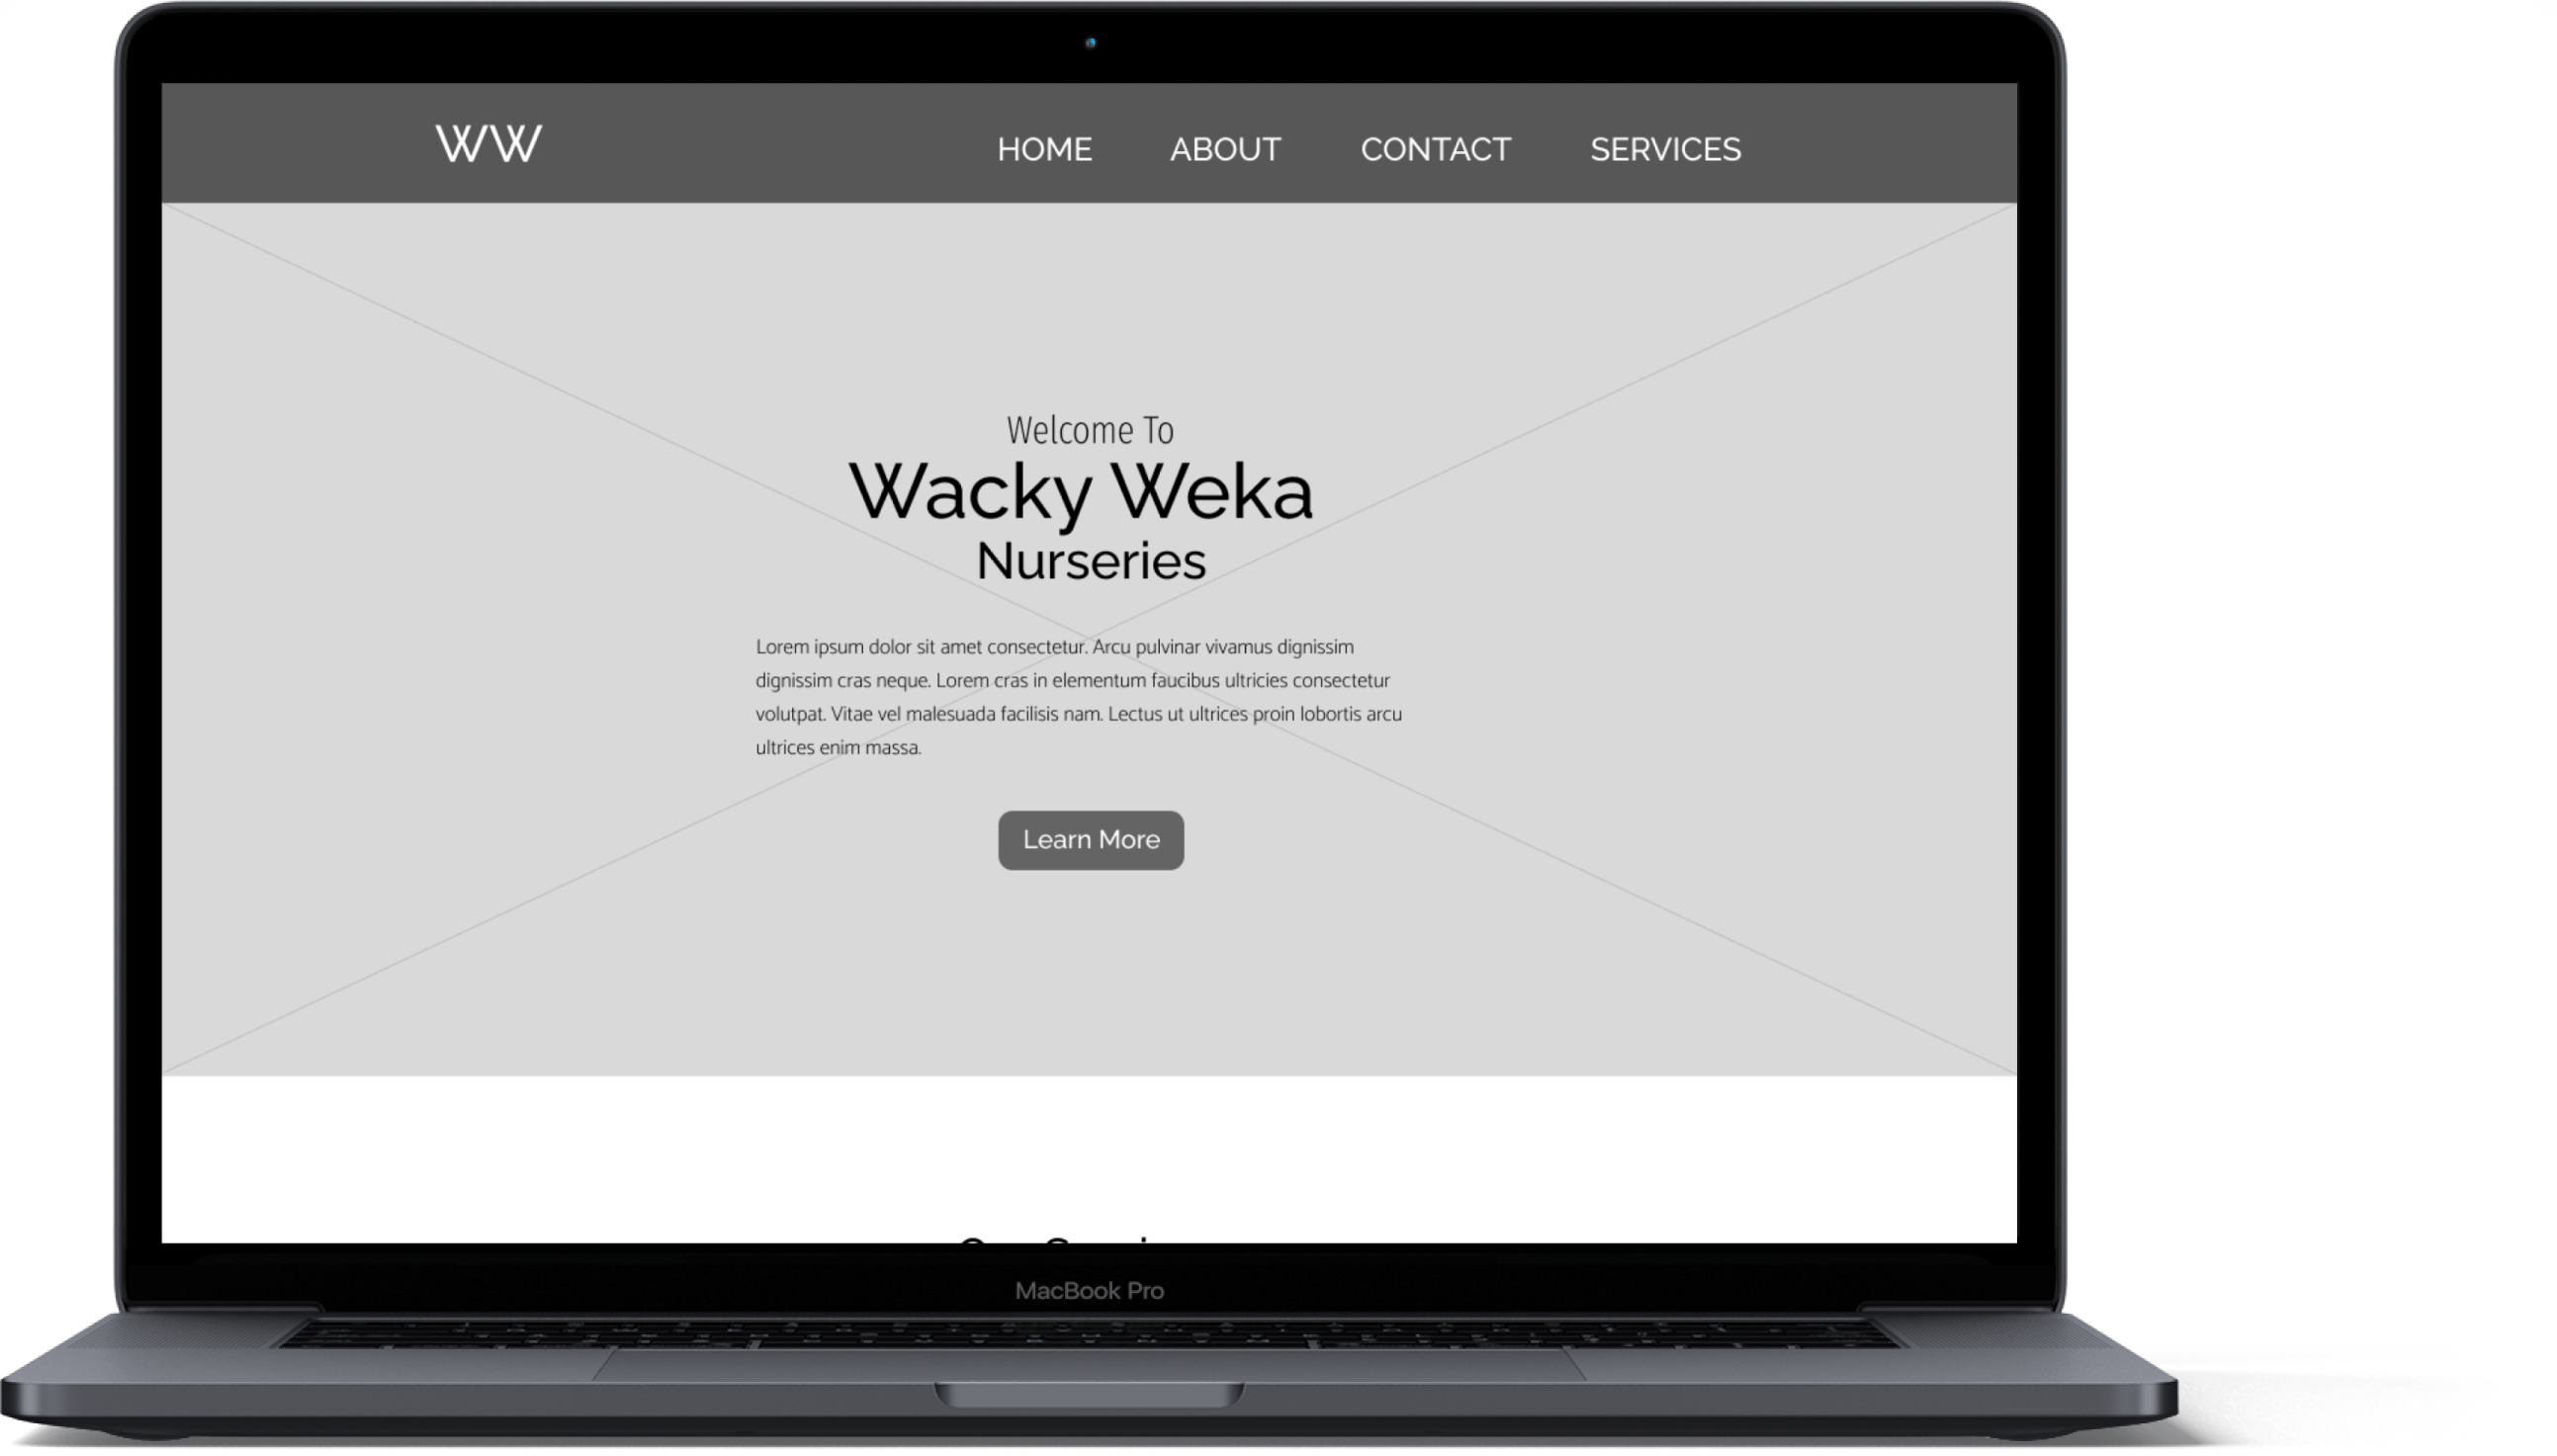 WW
HOME ABOUT CONTACT SERVICES
Welcome To
Wacky Weka
Nurseries
Lorem ipsum dolor sit amet consectetur. Arcu pulvinar vivamus dignissim
dignissim cras neque. Lorem cras in elementum faucibus ultricies consectetur
volutpat. Vitae vel malesuada facilisis nam. Lectus ut ultrices proin lobortis arcu
ultrices enim massa.
Learn More
MacBook Pro